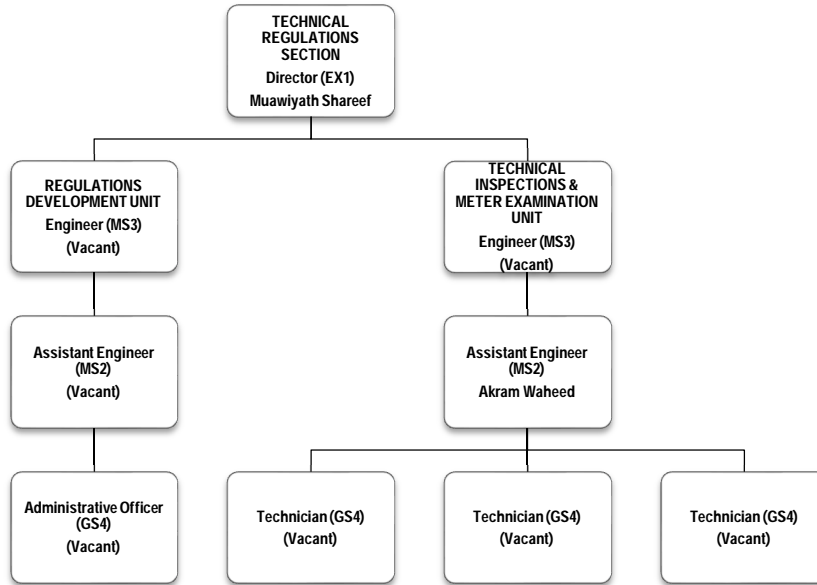 TECHNICAL
REGULATIONS
SECTION
Director (EX1)
Muawiyath Shareef
REGULATIONS
DEVELOPMENT UNIT
Engineer (MS3)
(Vacant)
TECHNICAL
INSPECTIONS &
METER EXAMINATION
UNIT
Engineer (MS3)
(Vacant)
Assistant Engineer
(MS2)
(Vacant)
Assistant Engineer
(MS2)
Akram Waheed
Administrative Officer
(GS4)
(Vacant)
Technician (GS4)
(Vacant)
Technician (GS4)
(Vacant)
Technician (GS4)
(Vacant)